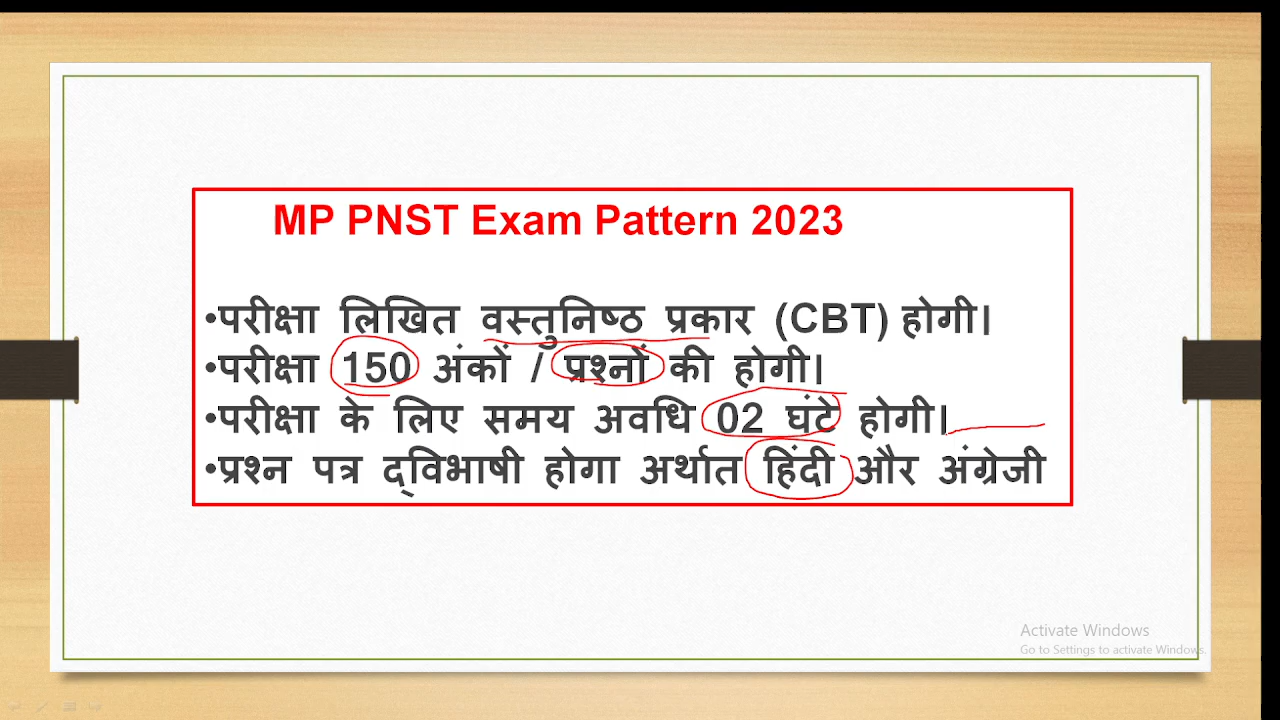 MP PNST Exam Pattern 2023
•परीक्षा लिखित वस्तुनिष्ठ प्रकार (CBT) होगी।
•परीक्षा 150 अंकों / प्रश्नों की होगी।
•परीक्षा के लिए समय अवधि 02 घंटे होगी।
•प्रश्न पत्र द्विभाषी होगा अर्थात हिंदी और अंग्रेजी
Activate Windows
Go to Settings to activate Windows.